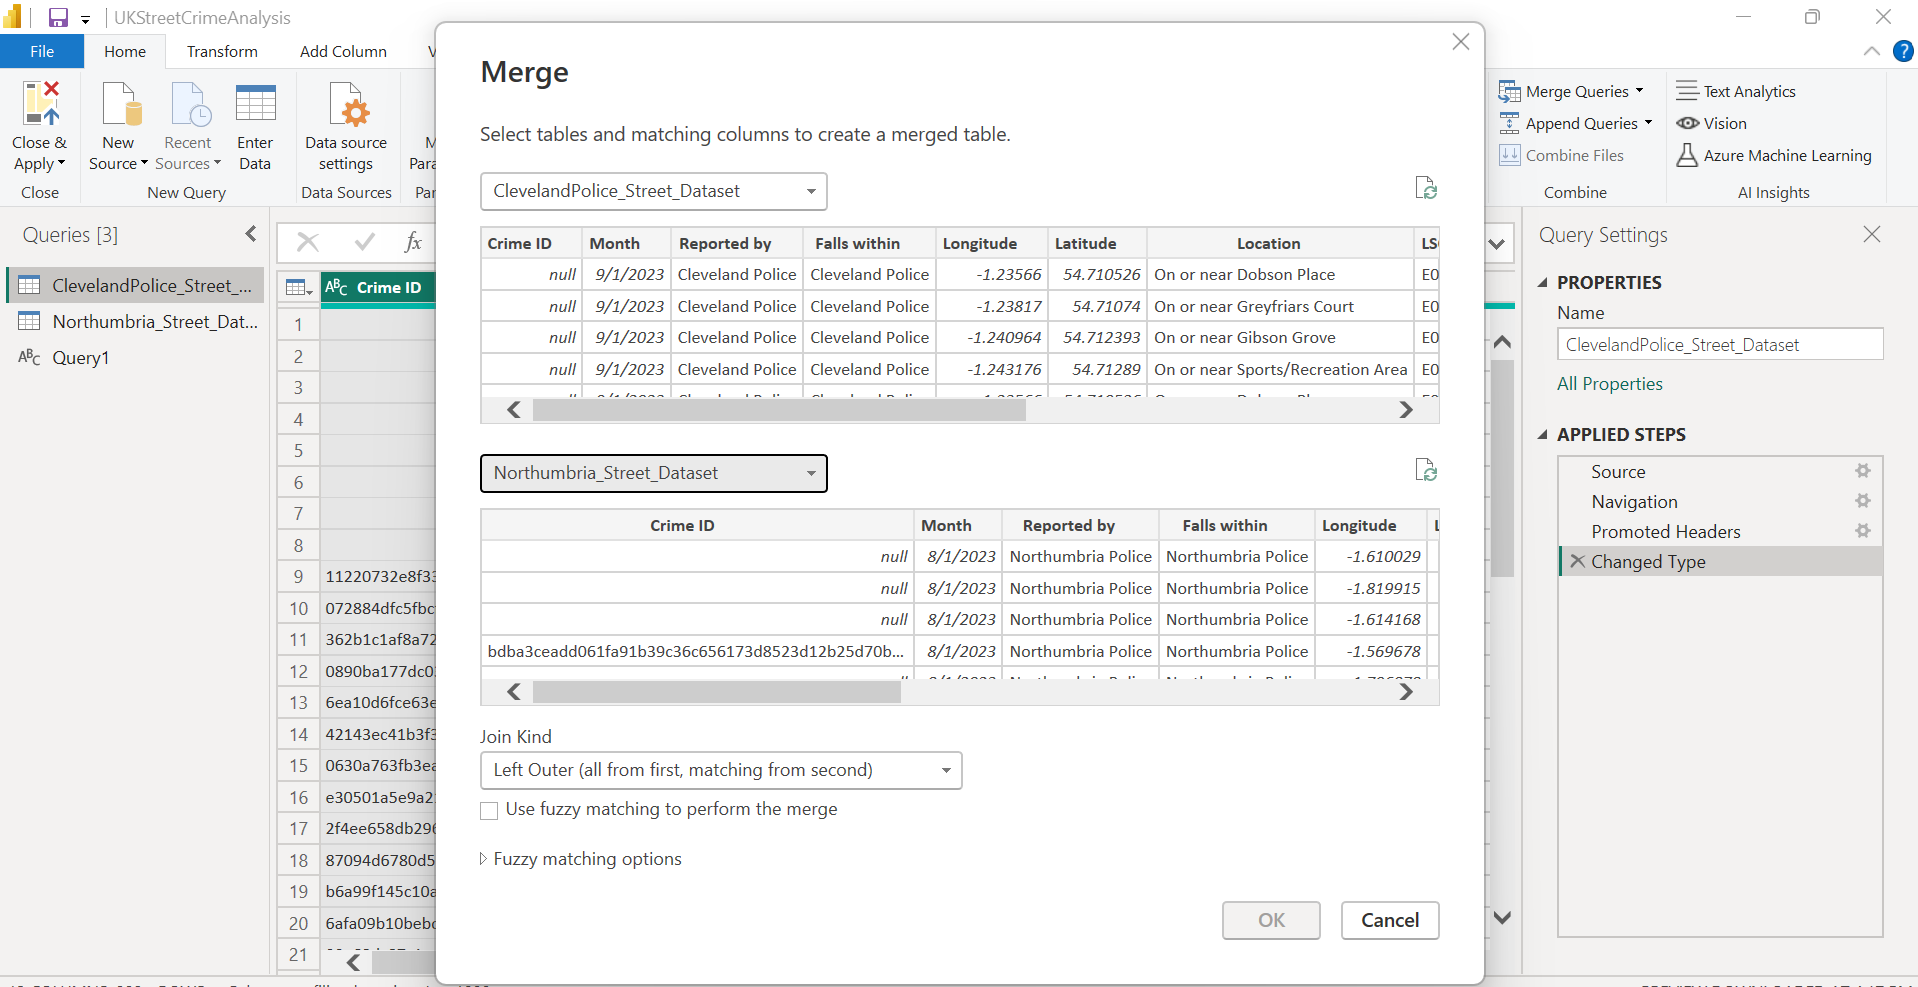 UKStreetCrimeAnalysis
File Home Transform Add Column
Close & Apply
Close
New Source
Recent Sources
Enter Data
New Query
Data source settings
Data Sources
Merge Queries
Append Queries
Combine Files
Combine
Text Analytics
Vision
Azure Machine Learning
AI Insights
Queries [3]
ClevelandPolice_Street_...
Northumbria_Street_Dat...
ABC Query1
fx
ABC Crime ID
1
2
3
4
5
6
7
8
9 11220732e8f33
10 072884dfc5fbc
11 362b1c1af8a72
12 0890ba177dc0
13 6ea10d6fce63e
14 42143ec41b3f3
15 0630a763fb3ea
16 e30501a5e9a2
17 2f4ee658db296
18 87094d6780d5
19 b6a99f145c10a
20 6afa09b10bebc
21
Merge
Select tables and matching columns to create a merged table.
ClevelandPolice_Street_Dataset
Crime ID Month Reported by Falls within Longitude Latitude Location
null 9/1/2023 Cleveland Police Cleveland Police -1.23566 54.710526 On or near Dobson Place E0
null 9/1/2023 Cleveland Police Cleveland Police -1.23817 54.71074 On or near Greyfriars Court E0
null 9/1/2023 Cleveland Police Cleveland Police -1.240964 54.712393 On or near Gibson Grove E0
null 9/1/2023 Cleveland Police Cleveland Police -1.243176 54.71289 On or near Sports/Recreation Area E0
Northumbria_Street_Dataset
Crime ID Month Reported by Falls within Longitude
null 8/1/2023 Northumbria Police Northumbria Police -1.610029
null 8/1/2023 Northumbria Police Northumbria Police -1.819915
null 8/1/2023 Northumbria Police Northumbria Police -1.614168
bdba3ceadd061fa91b39c36c656173d8523d12b25d70b... 8/1/2023 Northumbria Police Northumbria Police -1.569678
Join Kind
Left Outer (all from first, matching from second)
Use fuzzy matching to perform the merge
Fuzzy matching options
OK Cancel
Query Settings
PROPERTIES
Name
ClevelandPolice_Street_Dataset
All Properties
APPLIED STEPS
Source
Navigation
Promoted Headers
Changed Type